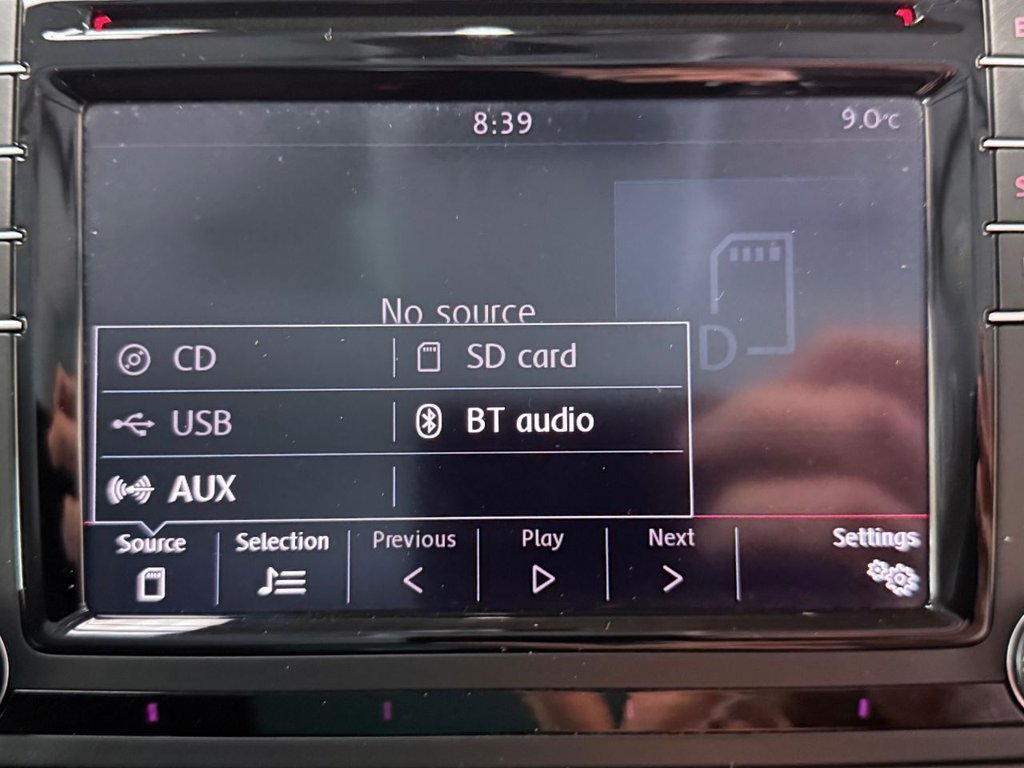 8:39
9.0°C
No source
D
CD
SD card
USB
BT audio
AUX
Source
Selection
Previous
Play
Next
Settings